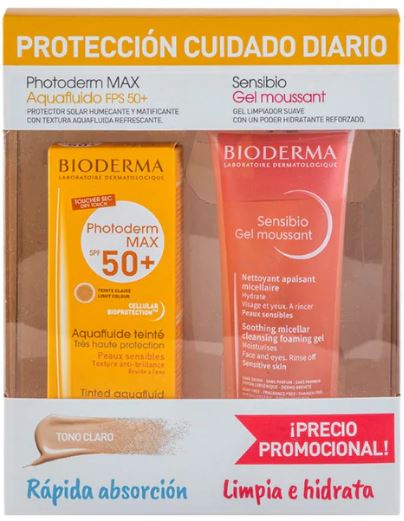 PROTECCIÓN CUIDADO DIARIO
Photoderm MAX
Aquafluido FPS 50+
PROTECTOR SOLAR HUMECTANTE Y MATIFICANTE
CON TEXTURA AQUAFLUIDA REFRESCANTE.
Sensibio
Gel moussant
GEL LIMPIADOR SUAVE
CON UN PODER HIDRATANTE REFORZADO.
BIODERMA
LABORATOIRE DERMATOLOGIQUE
TOUCHER SEC
DRY TOUCH
Photoderm
MAX
SPF 50+
TEINTE CLAIRE
LIGHT COLOUR
CELLULAR
BIOPROTECTION™
Aquafluide teinté
Très haute protection
Peaux sensibles
Texture anti-brillance
Tinted aquafluid
BIODERMA
LABORATOIRE DERMATOLOGIQUE
Sensibio
Gel moussant
Nettoyant apaisant
micellaire
Hydrate
Visage et yeux. A rincer
Peaux sensibles
Soothing micellar
cleansing foaming gel
Moisturises
Face and eyes. Rinse off
Sensitive skin
TONO CLARO
¡PRECIO
PROMOCIONAL!
Rápida absorción
Limpia e hidrata